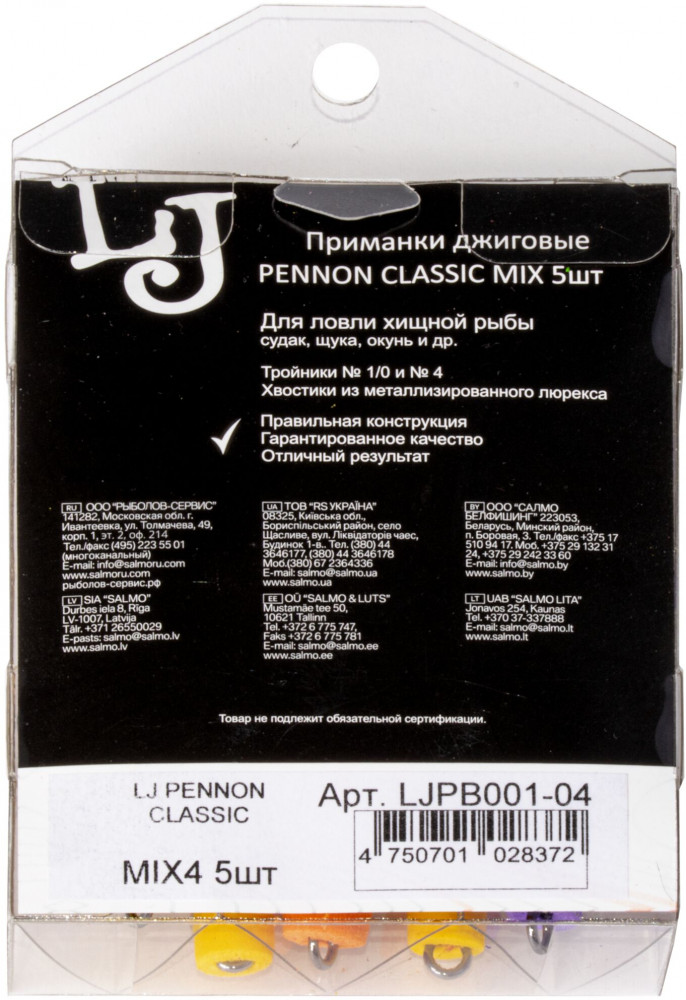 LJ
Приманки джиговые
PENNON CLASSIC MIX 5шт
Для ловли хищной рыбы
судак, щука, окунь и др.
Тройники № 1/0 и № 4
Хвостики из металлизированного люрекса
Правильная конструкция
Гарантированное качество
Отличный результат
RU ООО "РЫБОЛОВ-СЕРВИС"
141282, Московская обл. г.
Ивантеевка, ул. Толмачева, 49,
корп. 1, эт. 2, оф. 214
Тел./факс (495) 223 55 01
(многоканальный)
E-mail: info@salmoru.com
www.salmoru.com
рыболов-сервис.рф
UA ТОВ "RS УКРАЇНА"
08325, Київська обл.,
Бориспільський район, село
Щасливе, вул. Ліквідаторів чаес,
Будинок 1-в.. Тел. (380) 44
3646177, (380) 44 3646178
Моб.(380) 67 2364336
E-mail: salmo@salmo.ua
www.salmo.ua
BY ООО "САЛМО
БЕЛФИШИНГ" 223053,
Беларусь, Минский район,
п. Боровая, 3. Тел./факс +375 17
510 94 17. Моб. +375 29 132 31
24, +375 29 242 33 60
E-mail: info@salmo.by
www.salmo.by
LV SIA "SALMO"
Durbes iela 8, Rīga
LV-1007, Latvija
Tālr. +371 26550029
E-pasts: salmo@salmo.lv
www.salmo.lv
EE OÜ "SALMO & LUTS"
Mustamäe tee 50,
10621 Tallinn
Tel. +372 6 775 747,
Faks +372 6 775 781
E-mail: salmo@salmo.ee
www.salmo.ee
LT UAB "SALMO LITA"
Jonavos 254, Kaunas
Tel. +370 37-337888
E-mail: salmo@salmo.lt
www.salmo.lt
Товар не подлежит обязательной сертификации.
LJ PENNON
CLASSIC
MIX4 5шт
Арт. LJPB001-04
4 750701 028372